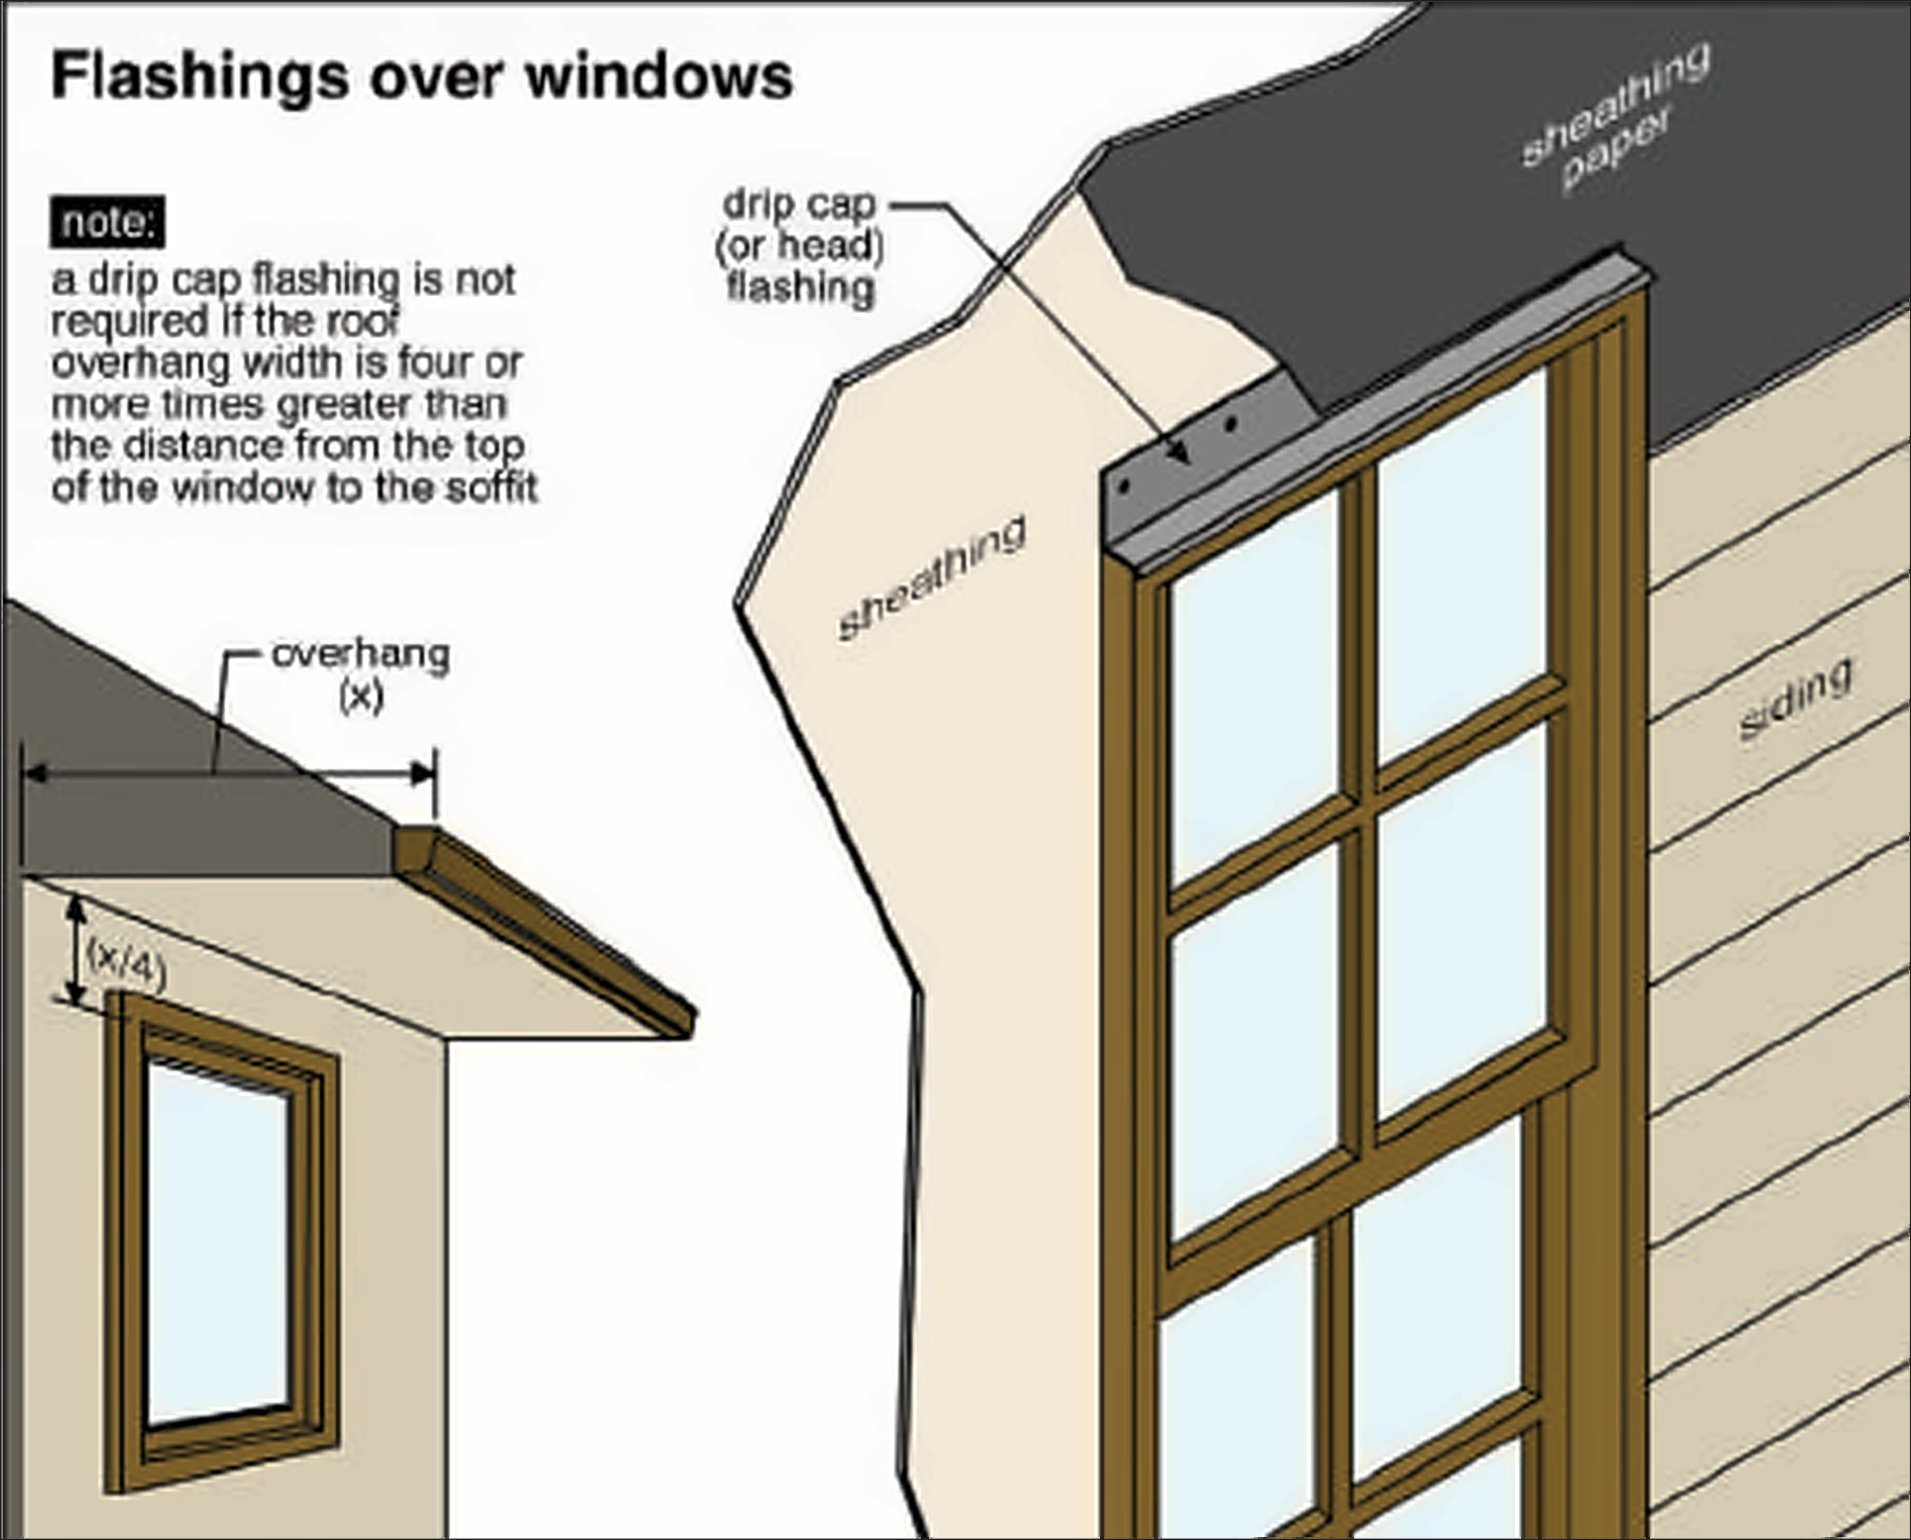 Flashings over windows
note:
a drip cap flashing is not
required if the roof
overhang width is four or
more times greater than
the distance from the top
of the window to the soffit
drip cap
(or head)
flashing
sheathing
paper
sheathing
siding
overhang
(x)
(x/4)